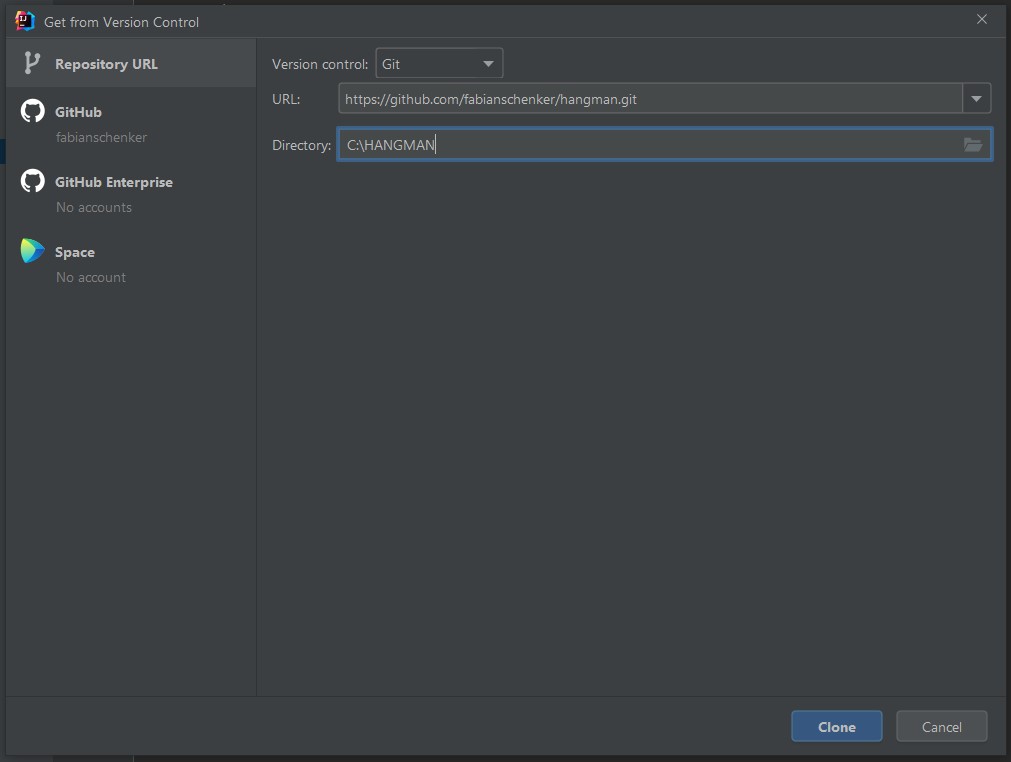 Get from Version Control
Repository URL
GitHub
fabianschenker
GitHub Enterprise
No accounts
Space
No account
Version control: Git
URL: https://github.com/fabianschenker/hangman.git
Directory: C:\HANGMAN
Clone Cancel